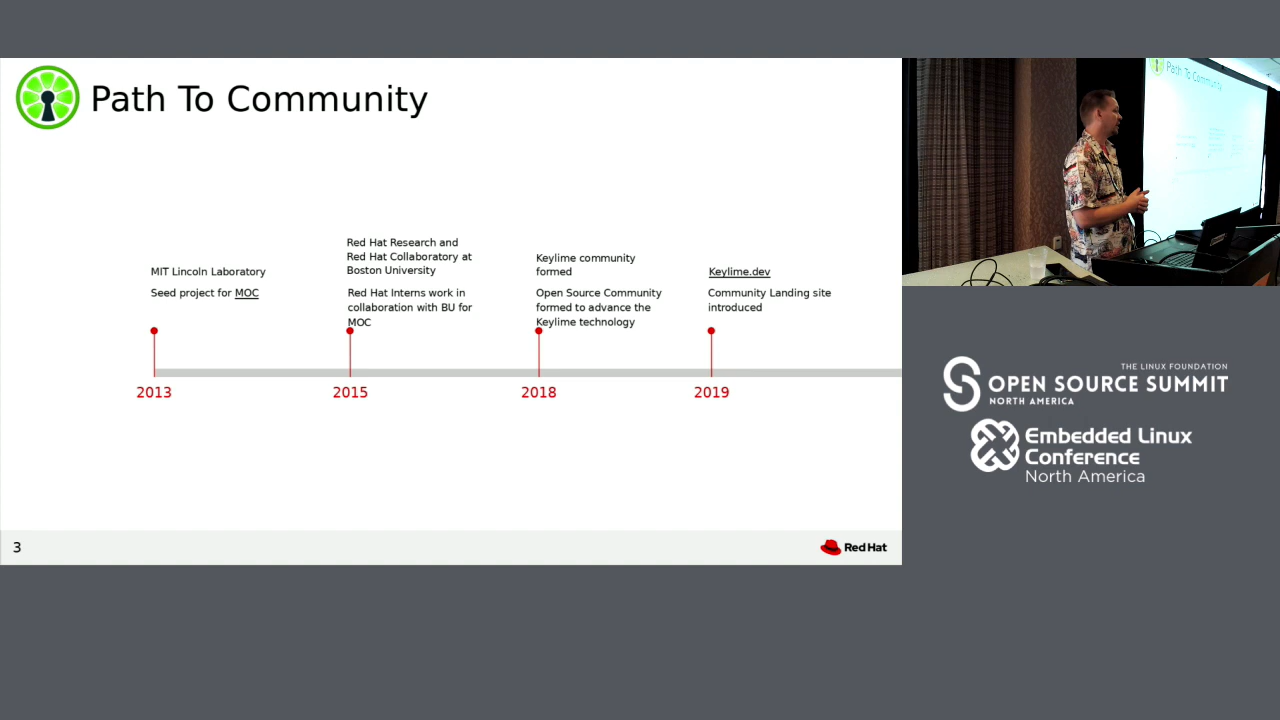 Path To Community
MIT Lincoln Laboratory
Seed project for MOC
2013
Red Hat Research and
Red Hat Collaboratory at
Boston University
Red Hat Interns work in
collaboration with BU for
MOC
2015
Keylime community
formed
Open Source Community
formed to advance the
Keylime technology
2018
Keylime.dev
Community Landing site
introduced
2019
3
Red Hat
Path To Community
THE LINUX FOUNDATION
OPEN SOURCE SUMMIT
NORTH AMERICA
Embedded Linux
Conference
North America